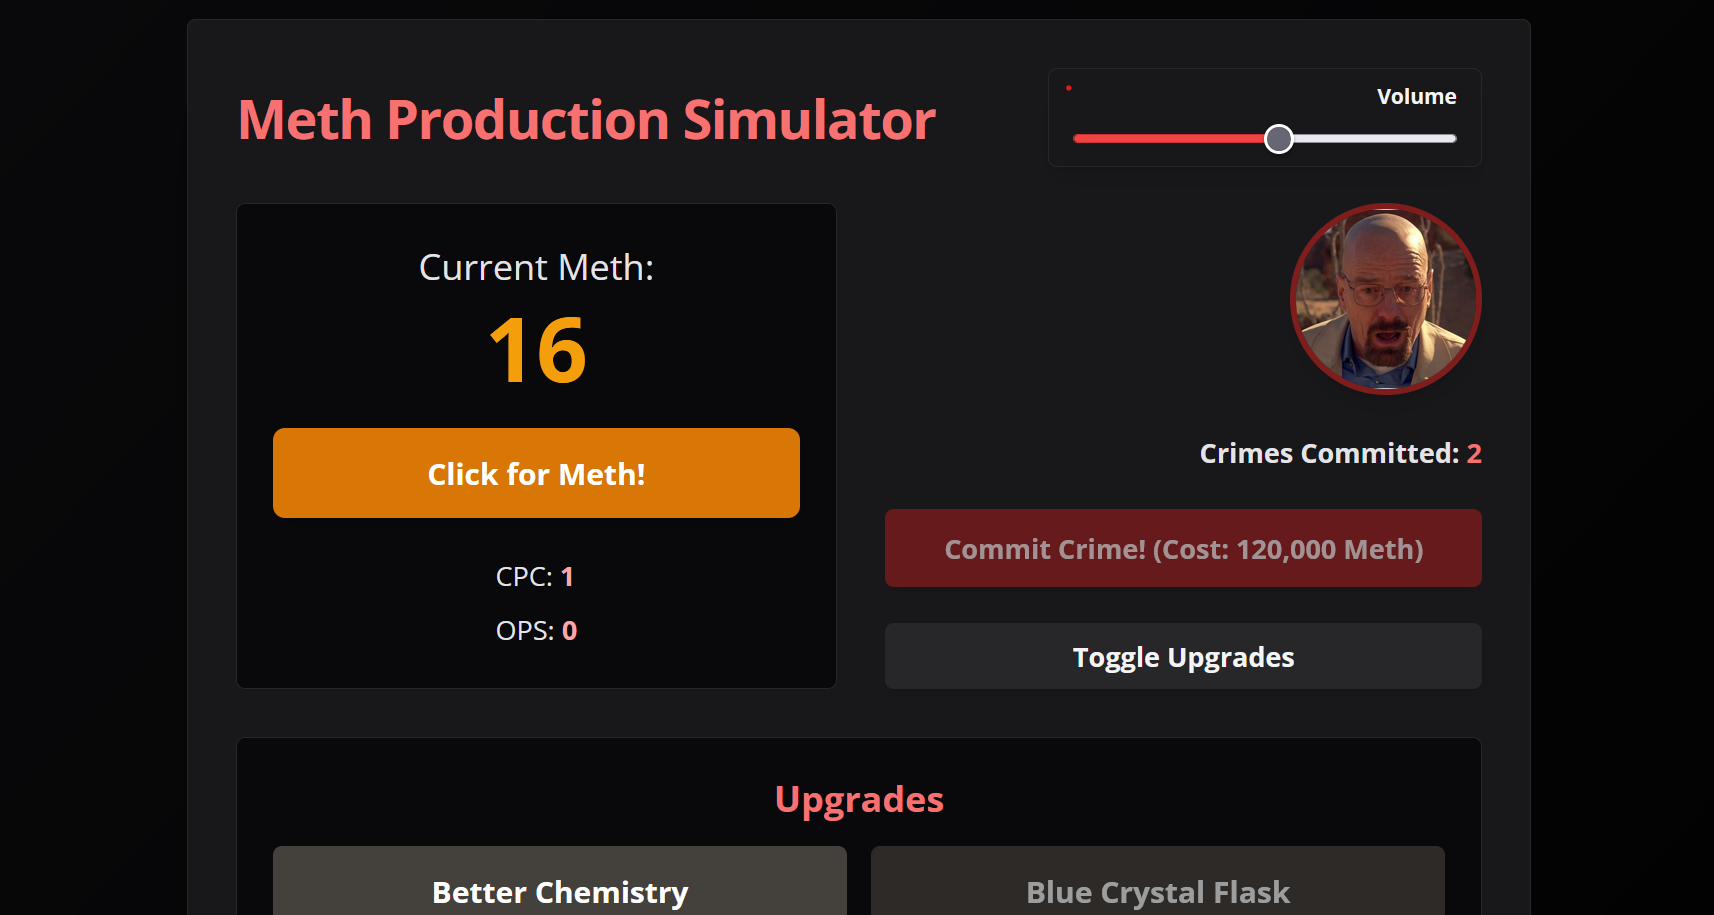 Meth Production Simulator
Volume
Current Meth:
16
Click for Meth!
CPC: 1
OPS: 0
Crimes Committed: 2
Commit Crime! (Cost: 120,000 Meth)
Toggle Upgrades
Upgrades
Better Chemistry
Blue Crystal Flask